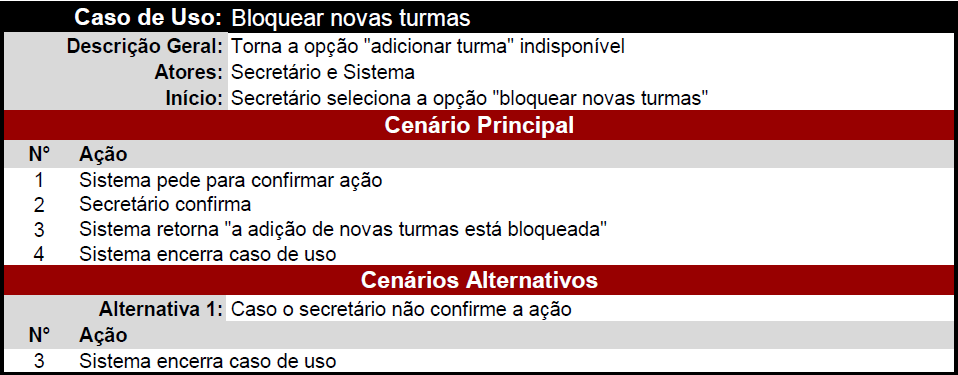 Caso de Uso: Bloquear novas turmas
Descrição Geral: Torna a opção "adicionar turma" indisponível
Atores: Secretário e Sistema
Início: Secretário seleciona a opção "bloquear novas turmas"
Cenário Principal
N° Ação
1 Sistema pede para confirmar ação
2 Secretário confirma
3 Sistema retorna "a adição de novas turmas está bloqueada"
4 Sistema encerra caso de uso
Cenários Alternativos
Alternativa 1: Caso o secretário não confirme a ação
N° Ação
3 Sistema encerra caso de uso